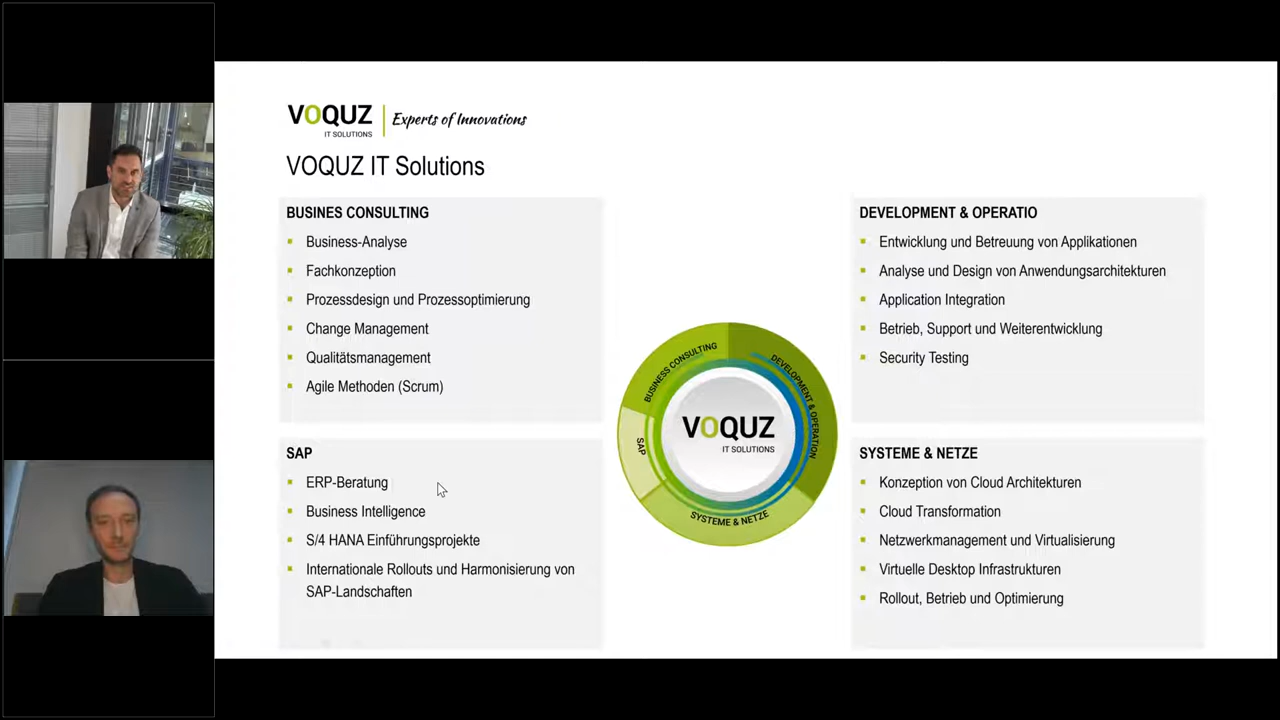 VOQUZ
IT SOLUTIONS
Experts of Innovations
VOQUZ IT Solutions
BUSINES CONSULTING
Business-Analyse
Fachkonzeption
Prozessdesign und Prozessoptimierung
Change Management
Qualitätsmanagement
Agile Methoden (Scrum)
DEVELOPMENT & OPERATIO
Entwicklung und Betreuung von Applikationen
Analyse und Design von Anwendungsarchitekturen
Application Integration
Betrieb, Support und Weiterentwicklung
Security Testing
BUSINESS CONSULTING
DEVELOPMENT & OPERATION
SAP
VOQUZ
IT SOLUTIONS
SYSTEME & NETZE
SAP
ERP-Beratung
Business Intelligence
S/4 HANA Einführungsprojekte
Internationale Rollouts und Harmonisierung von
SAP-Landschaften
SYSTEME & NETZE
Konzeption von Cloud Architekturen
Cloud Transformation
Netzwerkmanagement und Virtualisierung
Virtuelle Desktop Infrastrukturen
Rollout, Betrieb und Optimierung